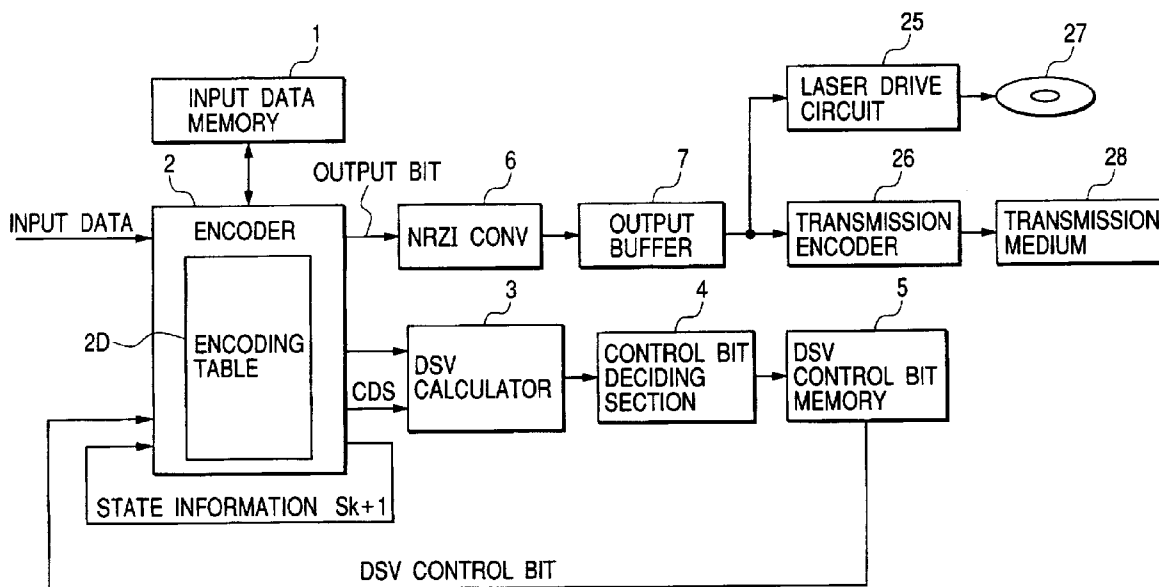 1
25
27
INPUT DATA
MEMORY
LASER DRIVE
CIRCUIT
2
OUTPUT BIT
6
7
26
28
INPUT DATA
ENCODER
NRZI CONV
OUTPUT
BUFFER
TRANSMISSION
ENCODER
TRANSMISSION
MEDIUM
3
4
5
2D
ENCODING
TABLE
CDS
DSV
CALCULATOR
CONTROL BIT
DECIDING
SECTION
DSV
CONTROL BIT
MEMORY
STATE INFORMATION Sk+1
DSV CONTROL BIT